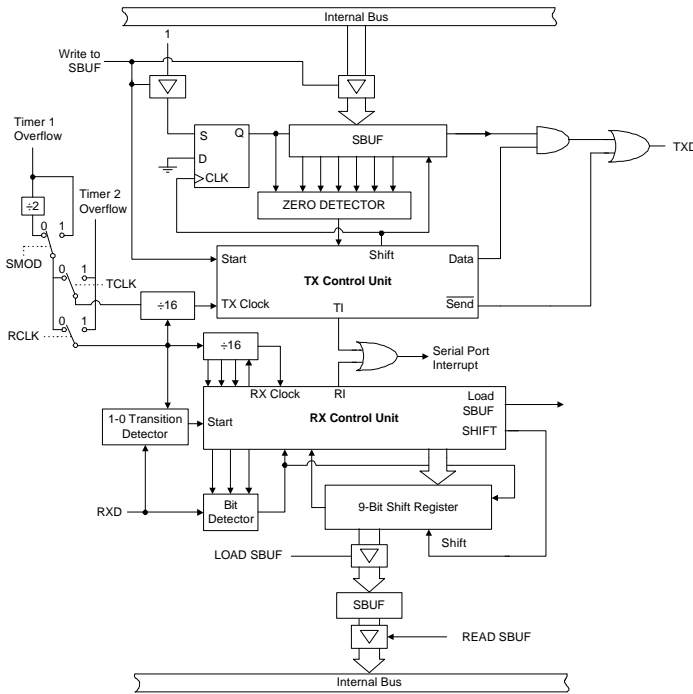 Internal Bus
1
Write to
SBUF
Timer 1
Overflow
S
Q
D
CLK
SBUF
TXD
÷2
Timer 2
Overflow
ZERO DETECTOR
0
1
SMOD
Start
Shift
Data
TX Control Unit
0
1
TCLK
÷16
TX Clock
TI
Send
RCLK
0
1
÷16
Serial Port
Interrupt
RX Clock
RI
Load
SBUF
1-0 Transition
Detector
Start
RX Control Unit
SHIFT
RXD
Bit
Detector
9-Bit Shift Register
Shift
LOAD SBUF
SBUF
READ SBUF
Internal Bus